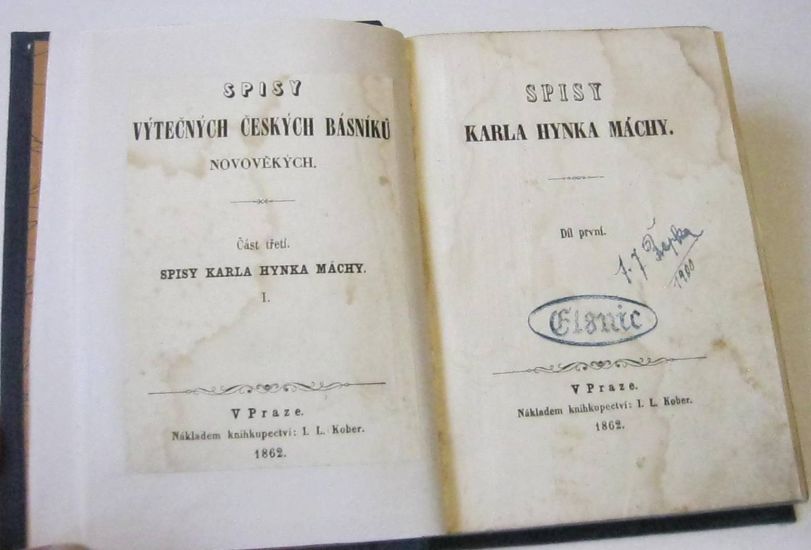 SPISY
VÝTEČNÝCH ČESKÝCH BÁSNÍKŮ
NOVOVĚKÝCH.
Část třetí.
SPISY KARLA HYNKA MÁCHY.
I.
V Praze.
Nákladem knihkupectví: I. L. Kober.
1862.
SPISY
KARLA HYNKA MÁCHY.
Díl první.
1900
Elsnic
V Praze.
Nákladem knihkupectví: I. L. Kober.
1862.